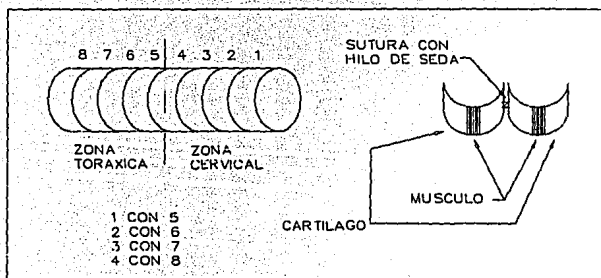 8 7 6 5 4 3 2 1
ZONA
TORAXICA
ZONA
CERVICAL
1 CON 5
2 CON 6
3 CON 7
4 CON 8
SUTURA CON
HILO DE SEDA
MUSCULO
CARTILAGO